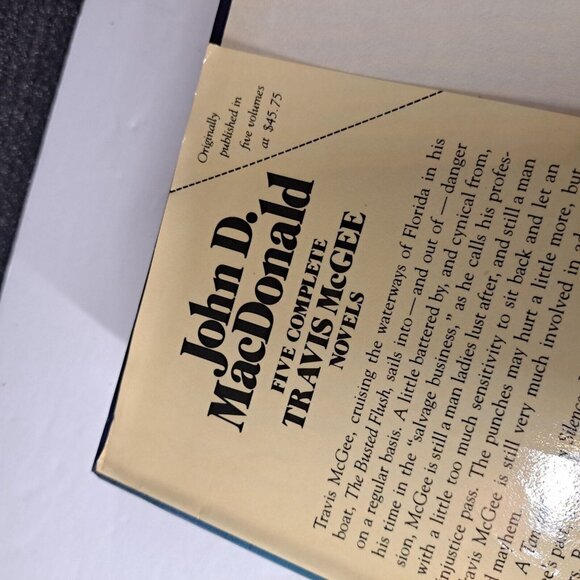 Originally
published in
five volumes
at $45.75
John D.
MacDonald
FIVE COMPLETE
TRAVIS McGEE
NOVELS
Travis McGee, cruising the waterways of Florida in his
boat, The Busted Flush, sails into—and out of—danger
on a regular basis. A little battered by, and cynical from,
his time in the "salvage business," as he calls his profes-
sion, McGee is still a man ladies lust after, and still a man
with a little too much sensitivity to sit back and let an
injustice pass. The punches may hurt a little more, but
Travis McGee is still very much involved in
mayhem
A Silen